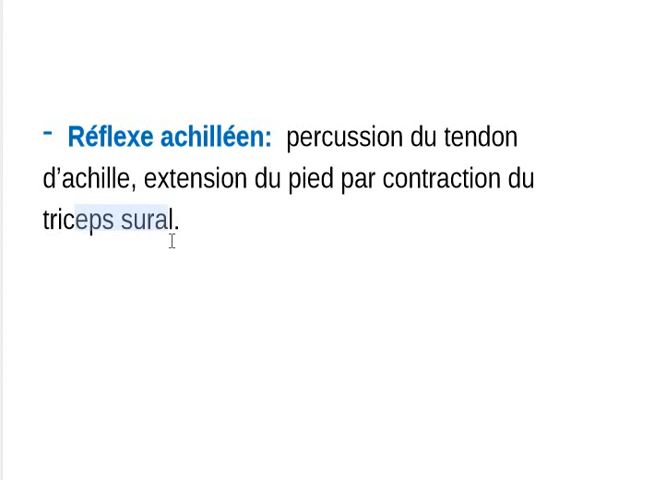 - Réflexe achilléen: percussion du tendon
d’achille, extension du pied par contraction du
triceps sural.